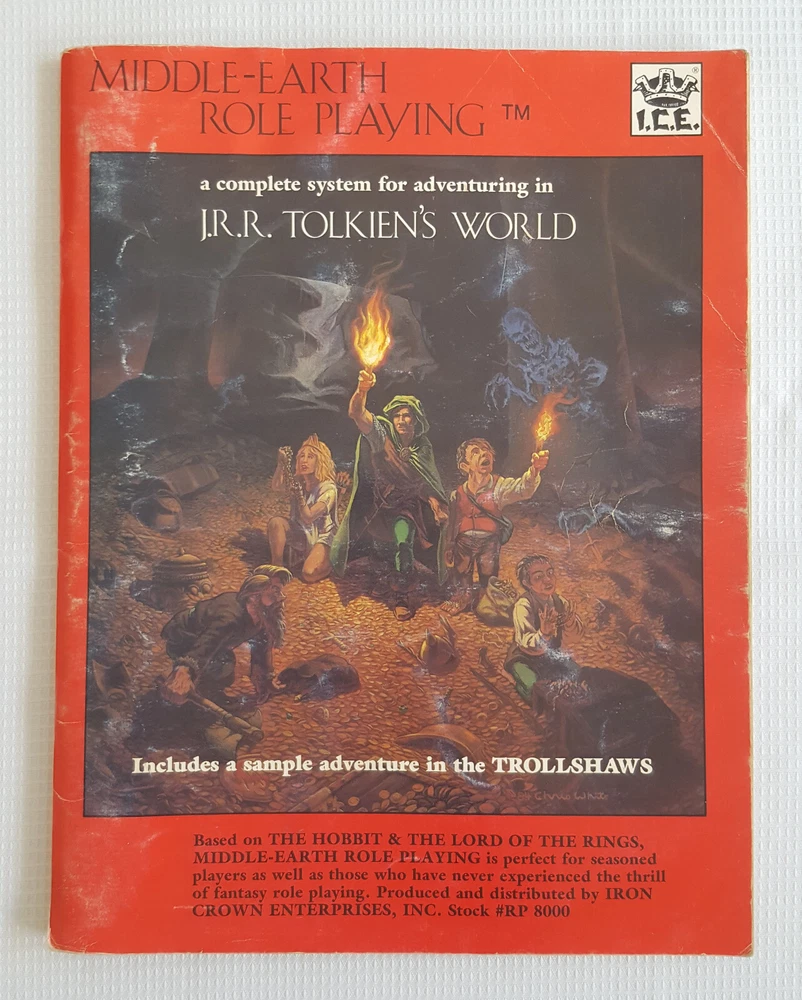 MIDDLE-EARTH
ROLE PLAYING ™
®
I.C.E.
a complete system for adventuring in
J.R.R. TOLKIEN'S WORLD
Includes a sample adventure in the TROLLSHAWS
Chris White
Based on THE HOBBIT & THE LORD OF THE RINGS,
MIDDLE-EARTH ROLE PLAYING is perfect for seasoned
players as well as those who have never experienced the thrill
of fantasy role playing. Produced and distributed by IRON
CROWN ENTERPRISES, INC. Stock #RP 8000